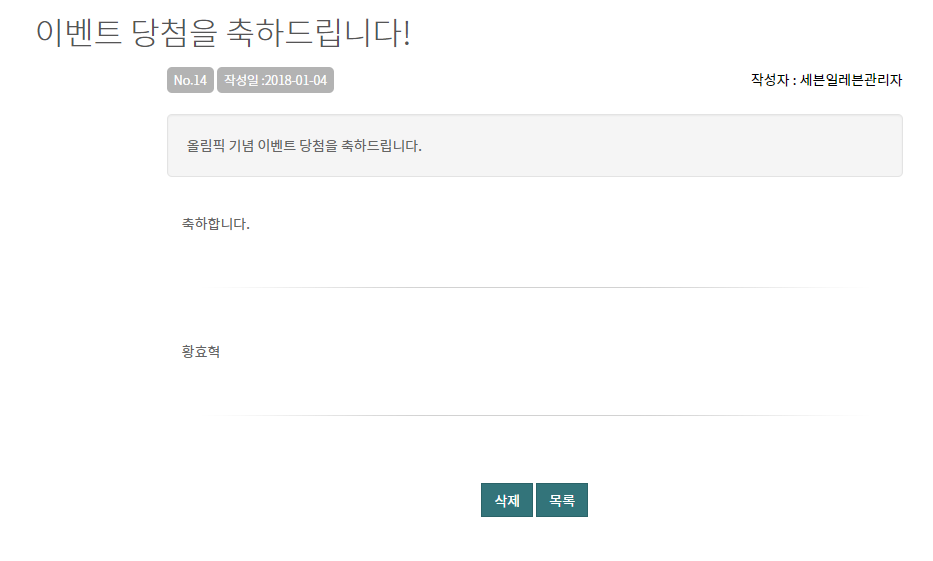 이벤트 당첨을 축하드립니다!
No.14 작성일 :2018-01-04 작성자 : 세븐일레븐관리자
올림픽 기념 이벤트 당첨을 축하드립니다.
축하합니다.
황효혁
삭제 목록